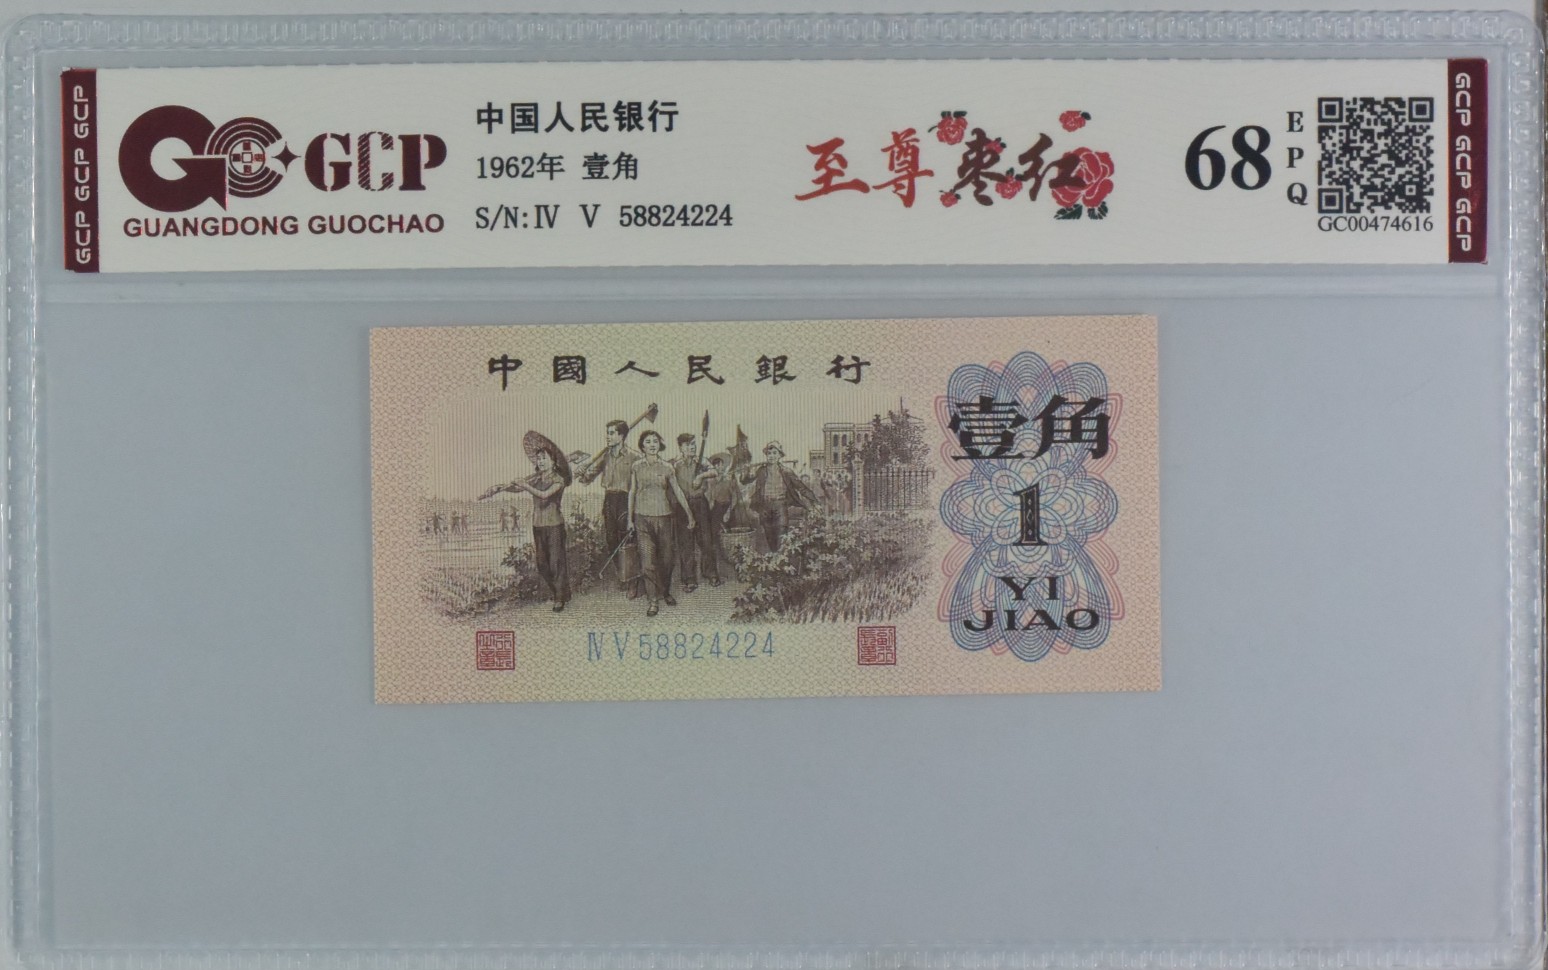 GCP GCP GCP
GCP
GUANGDONG GUOCHAO
中国人民银行
1962年 壹角
S/N:Ⅳ Ⅴ 58824224
至尊枣红
68
E
P
Q
GC00474616
GCP GCP GCP
中國人民銀行
壹角
1
YI
JIAO
Ⅳ Ⅴ 58824224